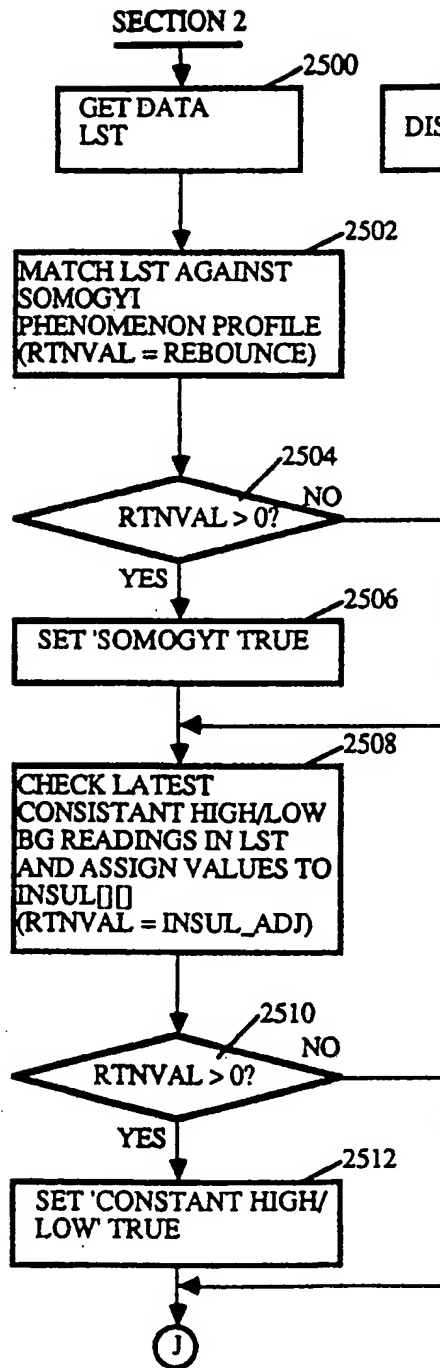 SECTION 2
2500
GET DATA
LST
DIS
2502
MATCH LST AGAINST
SOMOGYI
PHENOMENON PROFILE
(RTNVAL = REBOUNCE)
2504
NO
RTNVAL > 0?
YES
2506
SET 'SOMOGYI' TRUE
2508
CHECK LATEST
CONSISTANT HIGH/LOW
BG READINGS IN LST
AND ASSIGN VALUES TO
INSUL[][]
(RTNVAL = INSUL_ADJ)
2510
NO
RTNVAL > 0?
YES
2512
SET 'CONSTANT HIGH/
LOW' TRUE
J